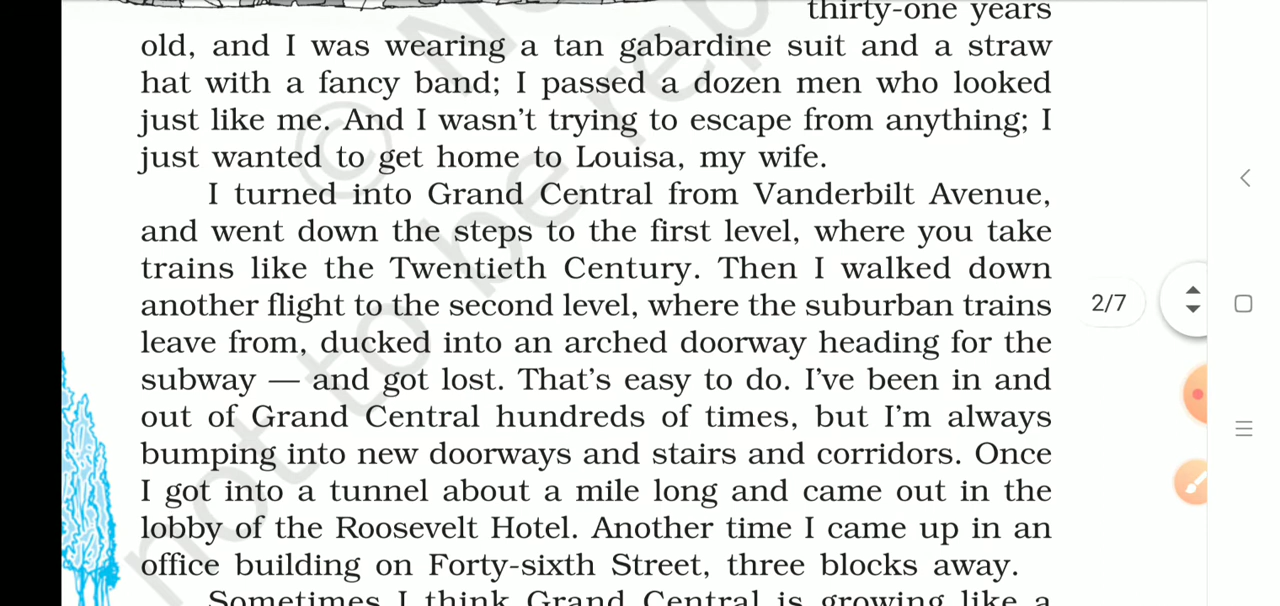 thirty-one years
old, and I was wearing a tan gabardine suit and a straw
hat with a fancy band; I passed a dozen men who looked
just like me. And I wasn't trying to escape from anything; I
just wanted to get home to Louisa, my wife.
I turned into Grand Central from Vanderbilt Avenue,
and went down the steps to the first level, where you take
trains like the Twentieth Century. Then I walked down
another flight to the second level, where the suburban trains
leave from, ducked into an arched doorway heading for the
subway — and got lost. That's easy to do. I've been in and
out of Grand Central hundreds of times, but I'm always
bumping into new doorways and stairs and corridors. Once
I got into a tunnel about a mile long and came out in the
lobby of the Roosevelt Hotel. Another time I came up in an
office building on Forty-sixth Street, three blocks away.
Sometimes I think Grand Central is growing like a
2/7
© N
not to be rep